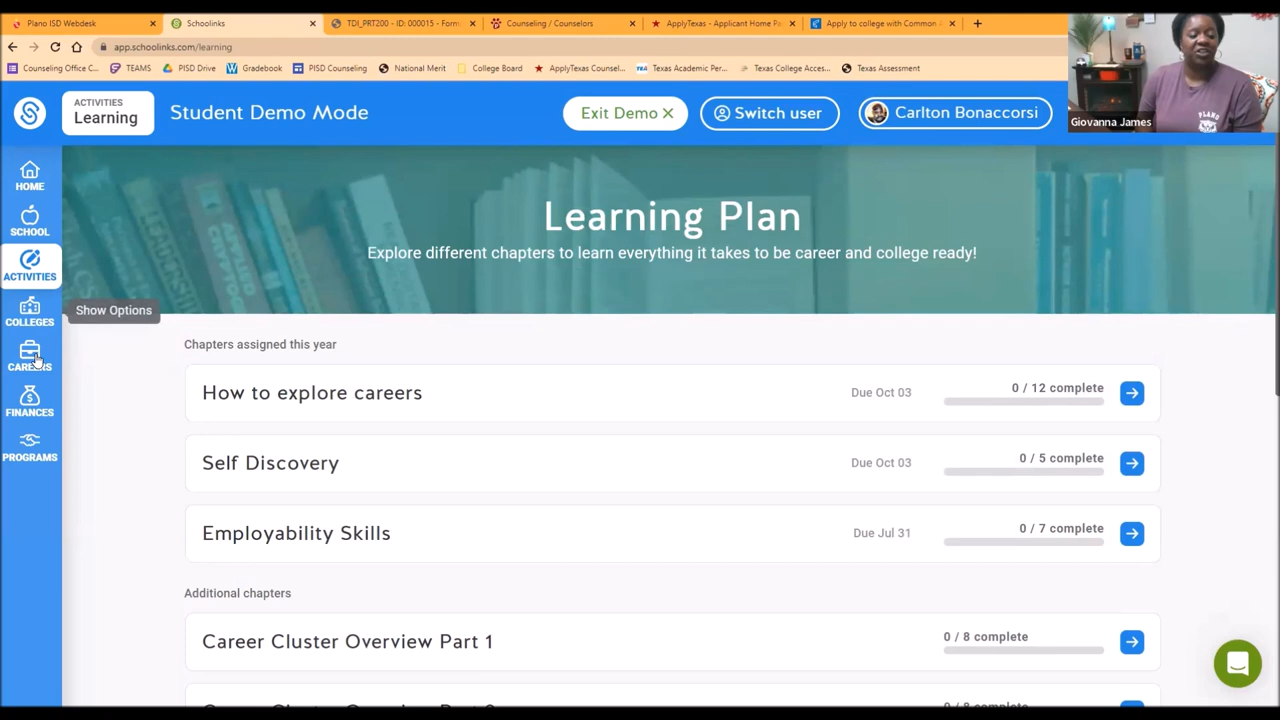 Plano ISD Webdesk
Schoolinks
TDI_PRT200 - ID: 000015 - Form
Counseling / Counselors
ApplyTexas - Applicant Home Pa
Apply to college with Common A
app.schoolinks.com/learning
Counseling Office C...
TEAMS
PISD Drive
Gradebook
PISD Counseling
National Merit
College Board
ApplyTexas Counsel...
Texas Academic Per...
Texas College Acces...
Texas Assessment
Giovanna James
PLANO
ACTIVITIES
Learning
Student Demo Mode
Exit Demo ×
Switch user
Carlton Bonaccorsi
HOME
SCHOOL
ACTIVITIES
COLLEGES
CAREERS
FINANCES
PROGRAMS
Show Options
Learning Plan
Explore different chapters to learn everything it takes to be career and college ready!
Chapters assigned this year
How to explore careers
Due Oct 03
0 / 12 complete
Self Discovery
Due Oct 03
0 / 5 complete
Employability Skills
Due Jul 31
0 / 7 complete
Additional chapters
Career Cluster Overview Part 1
0 / 8 complete